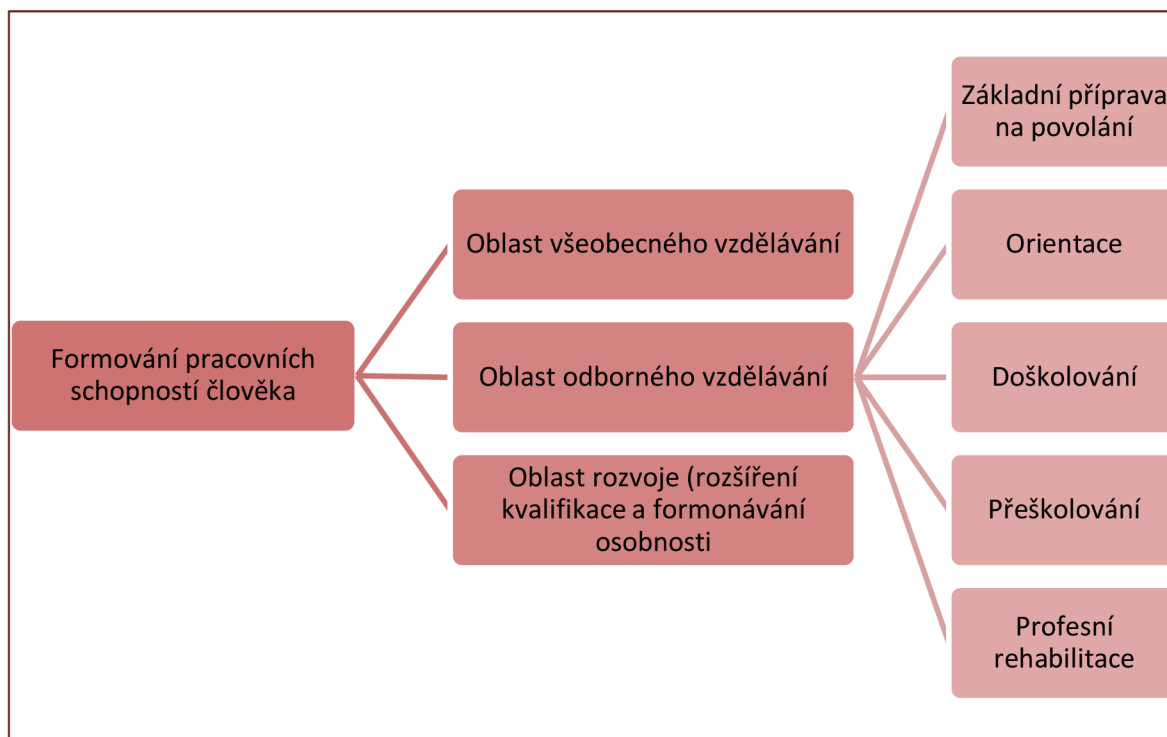 Formování pracovních
schopností člověka
Oblast všeobecného vzdělávání
Oblast odborného vzdělávání
Oblast rozvoje (rozšíření
kvalifikace a formonávání
osobnosti
Základní příprava
na povolání
Orientace
Doškolování
Přeškolování
Profesní
rehabilitace